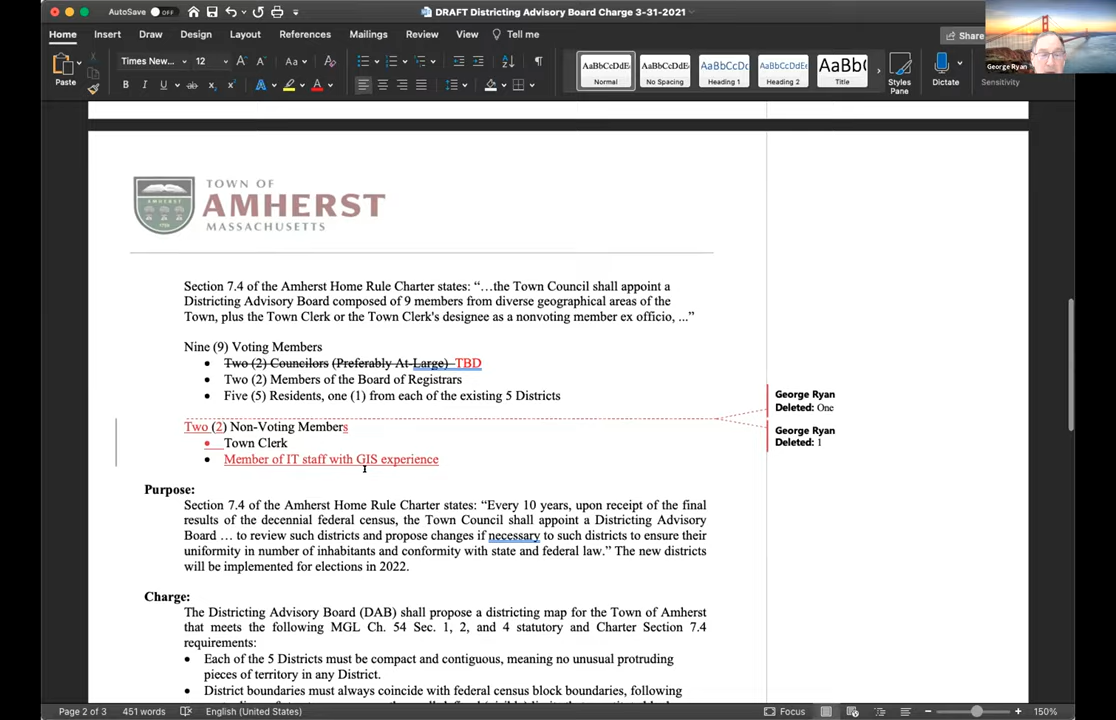 AutoSave OFF
DRAFT Districting Advisory Board Charge 3-31-2021
Home Insert Draw Design Layout References Mailings Review View Tell me
Share
George Ryan
Paste
Times New... 12
AaBbCcDdE AaBbCcDdE AaBbCcDc AaBbCcDdE AaBb(
Normal No Spacing Heading 1 Heading 2 Title
Styles Pane
Dictate
Sensitivity
TOWN OF
AMHERST
MASSACHUSETTS
Section 7.4 of the Amherst Home Rule Charter states: “…the Town Council shall appoint a
Districting Advisory Board composed of 9 members from diverse geographical areas of the
Town, plus the Town Clerk or the Town Clerk's designee as a nonvoting member ex officio, ...”
Nine (9) Voting Members
• Two (2) Councilors (Preferably At-Large) TBD
• Two (2) Members of the Board of Registrars
• Five (5) Residents, one (1) from each of the existing 5 Districts
George Ryan
Deleted: One
Two (2) Non-Voting Members
George Ryan
Deleted: 1
• Town Clerk
• Member of IT staff with GIS experience
Purpose:
Section 7.4 of the Amherst Home Rule Charter states: “Every 10 years, upon receipt of the final
results of the decennial federal census, the Town Council shall appoint a Districting Advisory
Board … to review such districts and propose changes if necessary to such districts to ensure their
uniformity in number of inhabitants and conformity with state and federal law.” The new districts
will be implemented for elections in 2022.
Charge:
The Districting Advisory Board (DAB) shall propose a districting map for the Town of Amherst
that meets the following MGL Ch. 54 Sec. 1, 2, and 4 statutory and Charter Section 7.4
requirements:
• Each of the 5 Districts must be compact and contiguous, meaning no unusual protruding
pieces of territory in any District.
• District boundaries must always coincide with federal census block boundaries, following
Page 2 of 3 451 words English (United States) Focus 150%